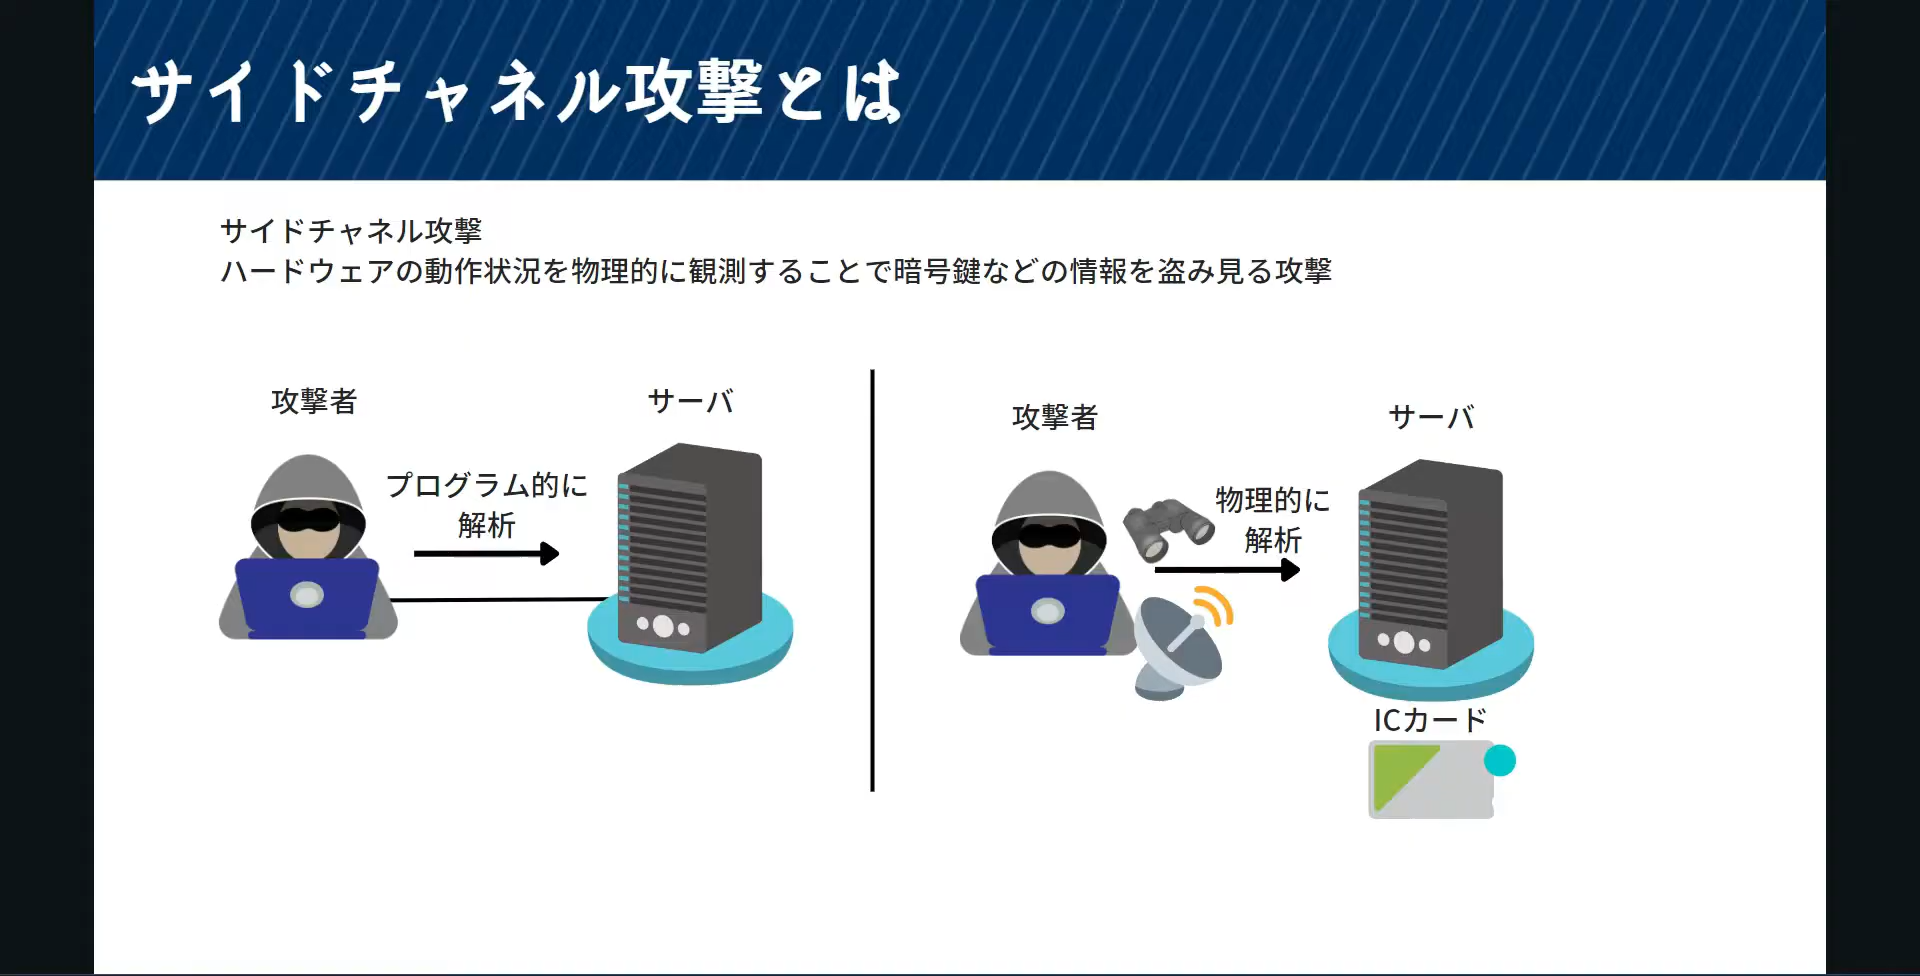 サイドチャネル攻撃とは
サイドチャネル攻撃
ハードウェアの動作状況を物理的に観測することで暗号鍵などの情報を盗み見る攻撃
攻撃者
サーバ
プログラム的に
解析
攻撃者
サーバ
物理的に
解析
ICカード